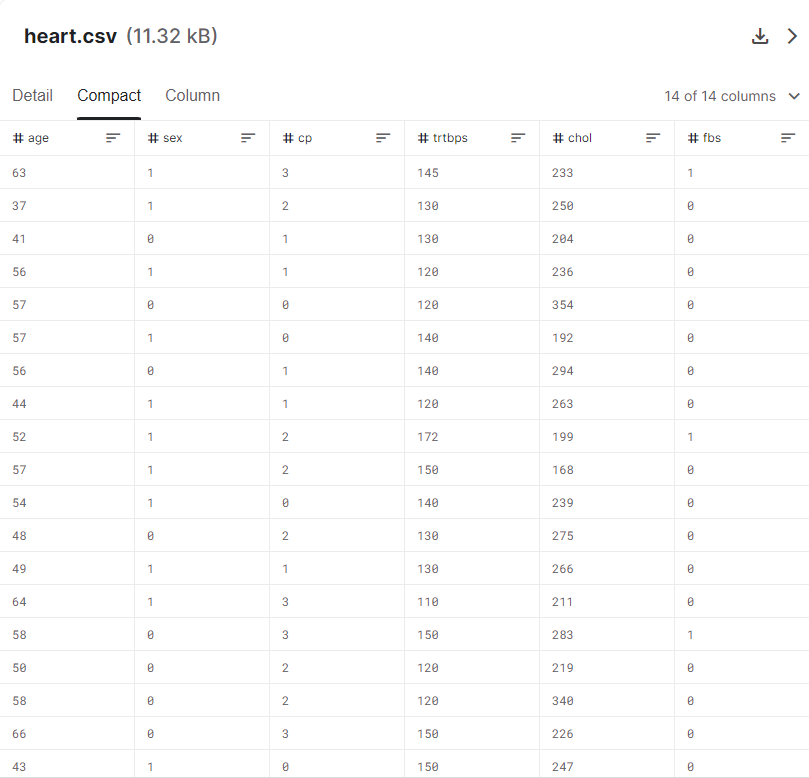 heart.csv (11.32 kB)
Detail Compact Column 14 of 14 columns
# age # sex # cp # trtbps # chol # fbs
63 1 3 145 233 1
37 1 2 130 250 0
41 0 1 130 204 0
56 1 1 120 236 0
57 0 0 120 354 0
57 1 0 140 192 0
56 0 1 140 294 0
44 1 1 120 263 0
52 1 2 172 199 1
57 1 2 150 168 0
54 1 0 140 239 0
48 0 2 130 275 0
49 1 1 130 266 0
64 1 3 110 211 0
58 0 3 150 283 1
50 0 2 120 219 0
58 0 2 120 340 0
66 0 3 150 226 0
43 1 0 150 247 0